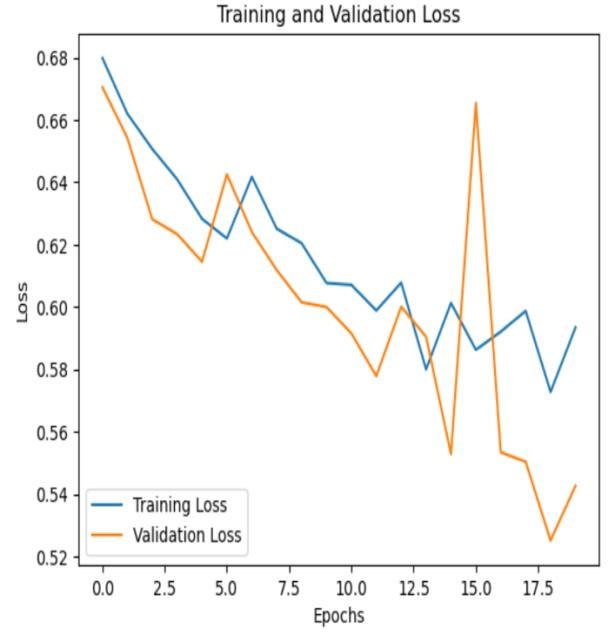 Training and Validation Loss
0.68
0.66
0.64
0.62
0.60
0.58
0.56
0.54
0.52
Loss
Training Loss
Validation Loss
0.0 2.5 5.0 7.5 10.0 12.5 15.0 17.5
Epochs